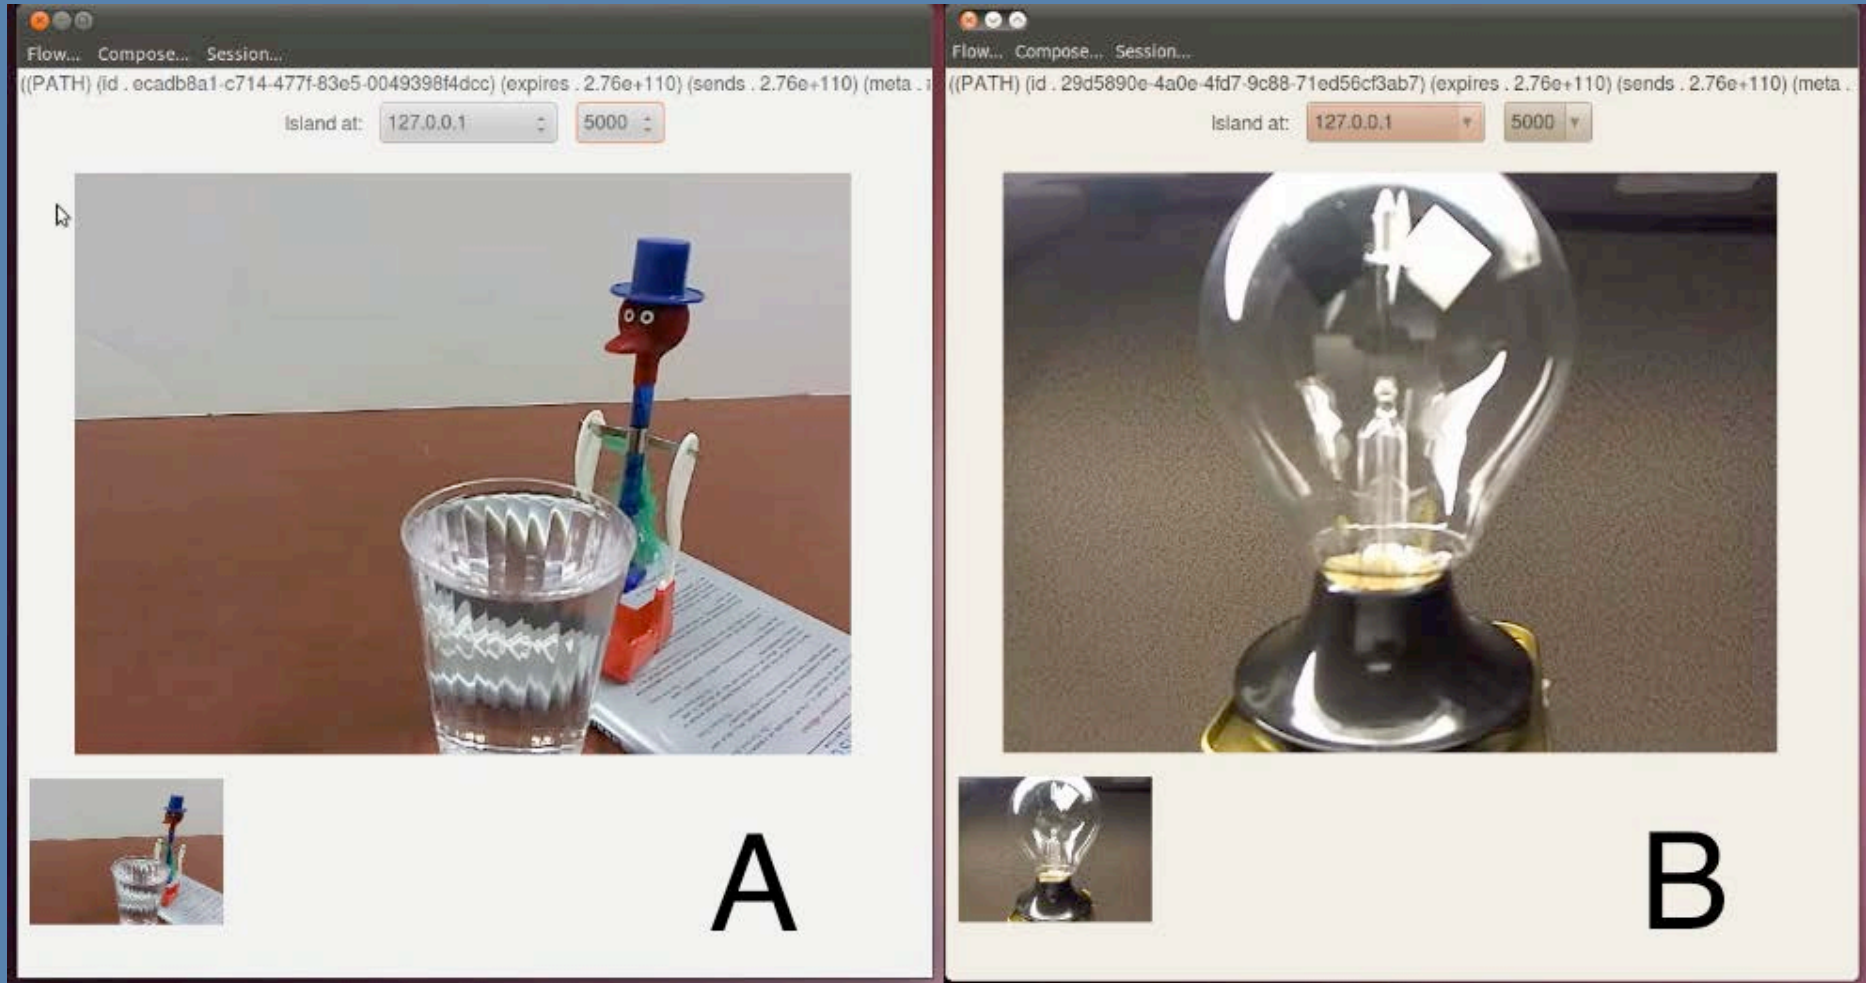 Flow... Compose... Session...
((PATH) (id . ecadb8a1-c714-477f-83e5-0049398f4dcc) (expires . 2.76e+110) (sends . 2.76e+110) (meta .
Island at: 127.0.0.1 5000
A
Flow... Compose... Session...
((PATH) (id . 29d5890e-4a0e-4fd7-9c88-71ed56cf3ab7) (expires . 2.76e+110) (sends . 2.76e+110) (meta .
Island at: 127.0.0.1 5000
B